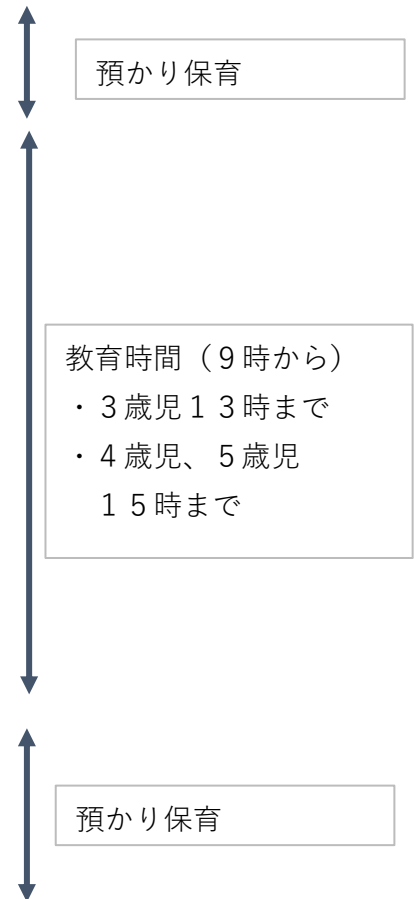 預かり保育
教育時間（９時から）
・３歳児１３時まで
・４歳児、５歳児
１５時まで
預かり保育